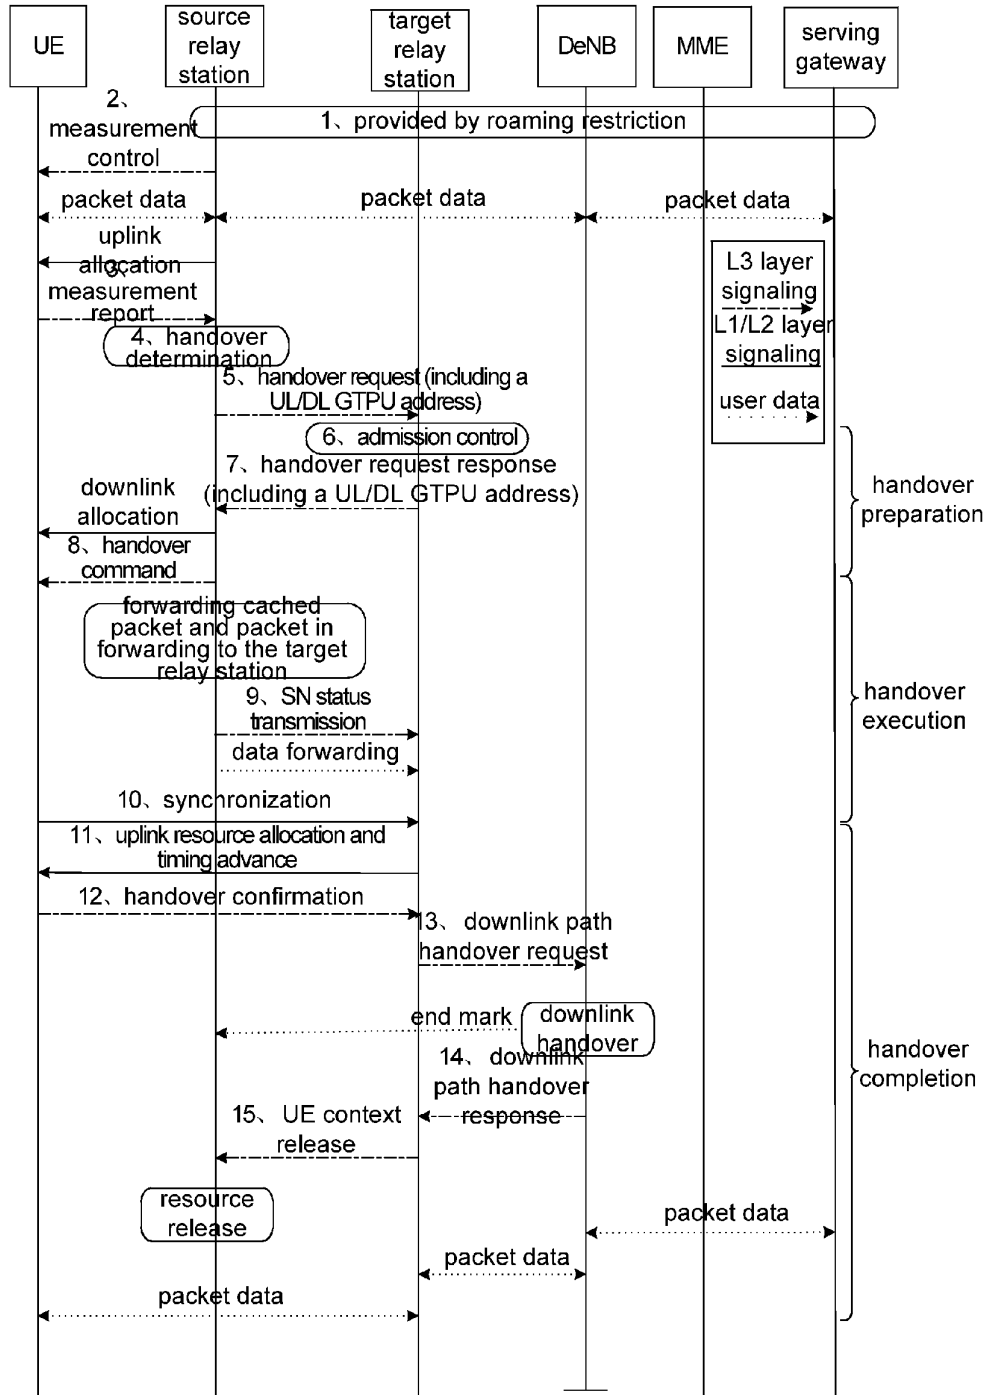 UE
source
relay
station
target
relay
station
DeNB
MME
serving
gateway
2、
measurement
control
1、provided by roaming restriction
packet data
packet data
packet data
uplink
allocation
3、
measurement
report
L3 layer
signaling
L1/L2 layer
signaling
user data
4、handover
determination
5、handover request (including a
UL/DL GTPU address)
6、admission control
7、handover request response
(including a UL/DL GTPU address)
downlink
allocation
handover
preparation
8、handover
command
forwarding cached
packet and packet in
forwarding to the target
relay station
9、SN status
transmission
data forwarding
handover
execution
10、synchronization
11、uplink resource allocation and
timing advance
12、handover confirmation
13、downlink path
handover request
end mark
downlink
handover
14、downlink
path handover
response
handover
completion
15、UE context
release
resource
release
packet data
packet data
packet data